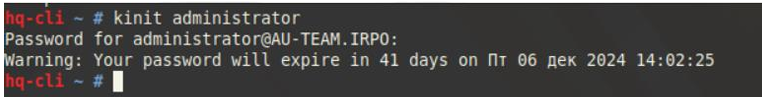 hq-cli ~ # kinit administrator
Password for administrator@AU-TEAM.IRPO:
Warning: Your password will expire in 41 days on Пт 06 дек 2024 14:02:25
hq-cli ~ #